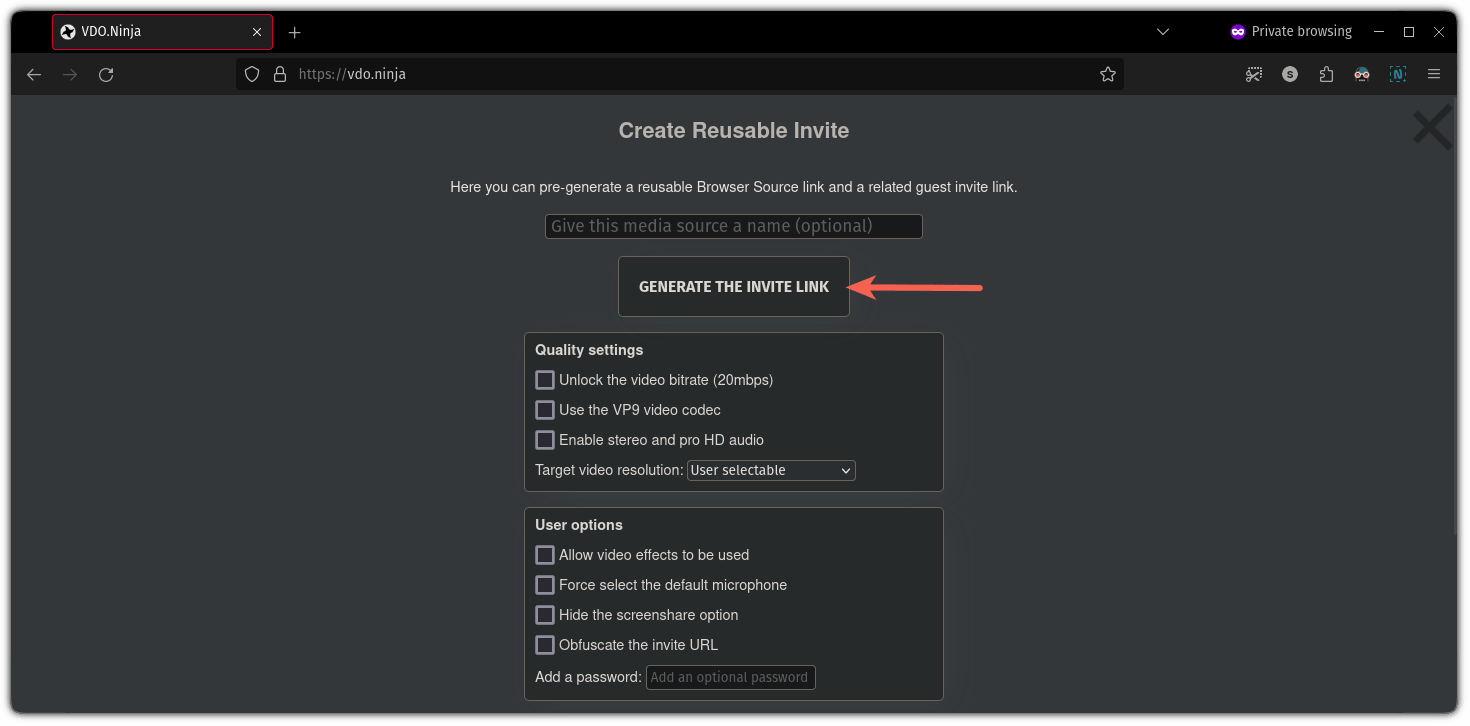 VDO.Ninja
Private browsing
https://vdo.ninja
S
N
Create Reusable Invite
Here you can pre-generate a reusable Browser Source link and a related guest invite link.
Give this media source a name (optional)
GENERATE THE INVITE LINK
Quality settings
Unlock the video bitrate (20mbps)
Use the VP9 video codec
Enable stereo and pro HD audio
Target video resolution: User selectable
User options
Allow video effects to be used
Force select the default microphone
Hide the screenshare option
Obfuscate the invite URL
Add a password: Add an optional password